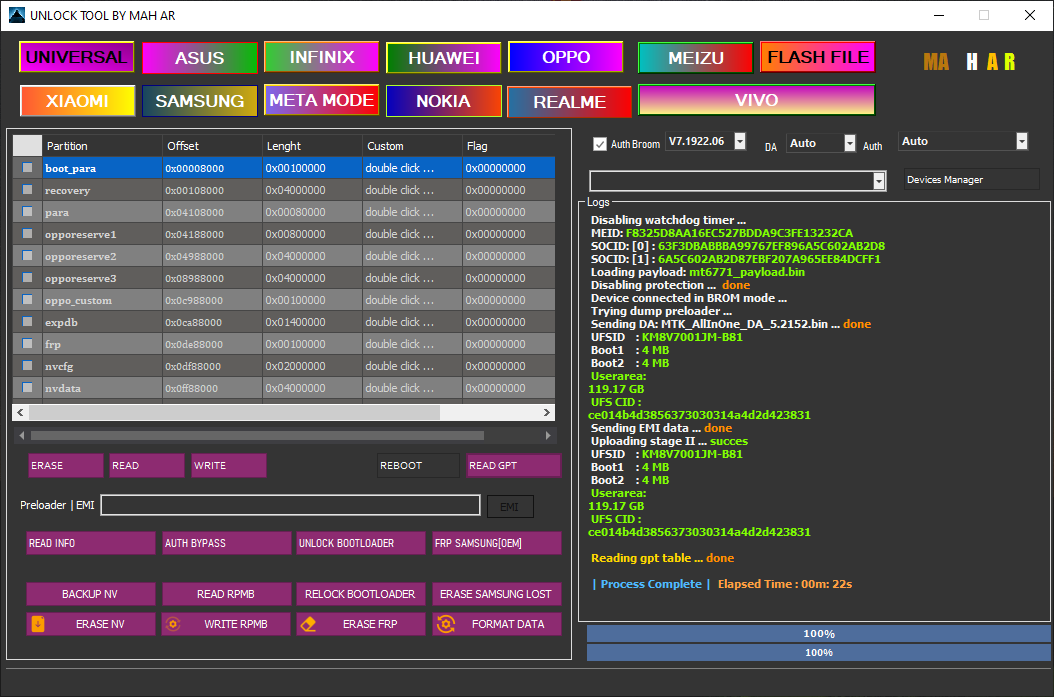 UNLOCK TOOL BY MAH AR
UNIVERSAL ASUS INFINIX HUAWEI OPPO MEIZU FLASH FILE MA H A R
XIAOMI SAMSUNG META MODE NOKIA REALME VIVO
Partition Offset Lenght Custom Flag
boot_para 0x00008000 0x00100000 double click ... 0x00000000
recovery 0x00108000 0x04000000 double click ... 0x00000000
para 0x04108000 0x00080000 double click ... 0x00000000
opporeserve1 0x04188000 0x00800000 double click ... 0x00000000
opporeserve2 0x04988000 0x04000000 double click ... 0x00000000
opporeserve3 0x08988000 0x04000000 double click ... 0x00000000
oppo_custom 0x0c988000 0x00100000 double click ... 0x00000000
expdb 0x0ca88000 0x01400000 double click ... 0x00000000
frp 0x0de88000 0x00100000 double click ... 0x00000000
nvcfg 0x0df88000 0x02000000 double click ... 0x00000000
nvdata 0x0ff88000 0x04000000 double click ... 0x00000000
ERASE READ WRITE REBOOT READ GPT
Preloader | EMI EMI
READ INFO AUTH BYPASS UNLOCK BOOTLOADER FRP SAMSUNG[OEM]
BACKUP NV READ RPMB RELOCK BOOTLOADER ERASE SAMSUNG LOST
ERASE NV WRITE RPMB ERASE FRP FORMAT DATA
Auth Broom V7.1922.06 DA Auto Auth Auto
Devices Manager
Logs
Disabling watchdog timer ...
MEID: F8325D8AA16EC527BDDA9C3FE13232CA
SOCID: [0] : 63F3DBABBBA99767EF896A5C602AB2D8
SOCID: [1] : 6A5C602AB2D87EBF207A965EE84DCFF1
Loading payload: mt6771_payload.bin
Disabling protection ... done
Device connected in BROM mode ...
Trying dump preloader ...
Sending DA: MTK_AllInOne_DA_5.2152.bin ... done
UFSID : KM8V7001JM-B81
Boot1 : 4 MB
Boot2 : 4 MB
Userarea:
119.17 GB
UFS CID :
ce014b4d3856373030314a4d2d423831
Sending EMI data ... done
Uploading stage II ... succes
UFSID : KM8V7001JM-B81
Boot1 : 4 MB
Boot2 : 4 MB
Userarea:
119.17 GB
UFS CID :
ce014b4d3856373030314a4d2d423831
Reading gpt table ... done
| Process Complete | Elapsed Time : 00m: 22s
100%
100%